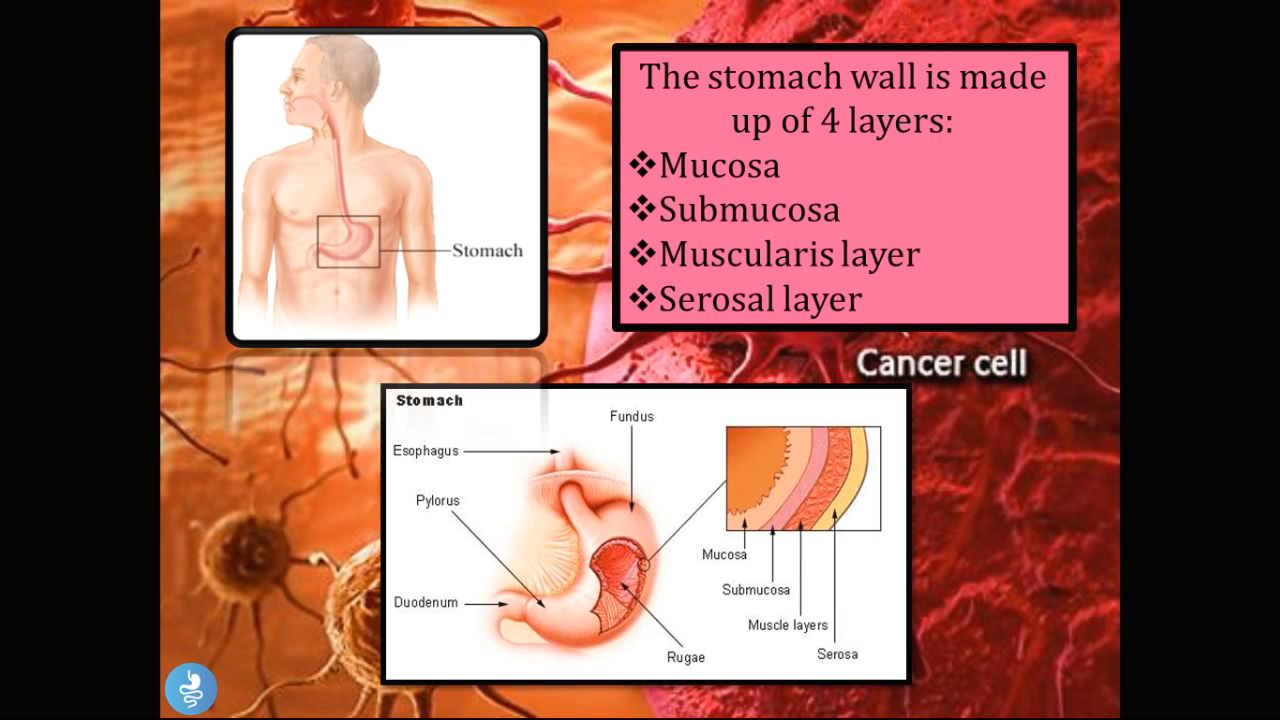 Stomach
The stomach wall is made
up of 4 layers:
❖Mucosa
❖Submucosa
❖Muscularis layer
❖Serosal layer
Cancer cell
Stomach
Fundus
Esophagus
Pylorus
Duodenum
Rugae
Mucosa
Submucosa
Muscle layers
Serosa